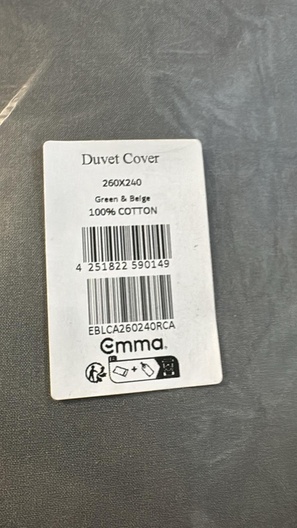 Duvet Cover
260X240
Green & Beige
100% COTTON
4 251822 590149
EBLCA260240RCA
emma.